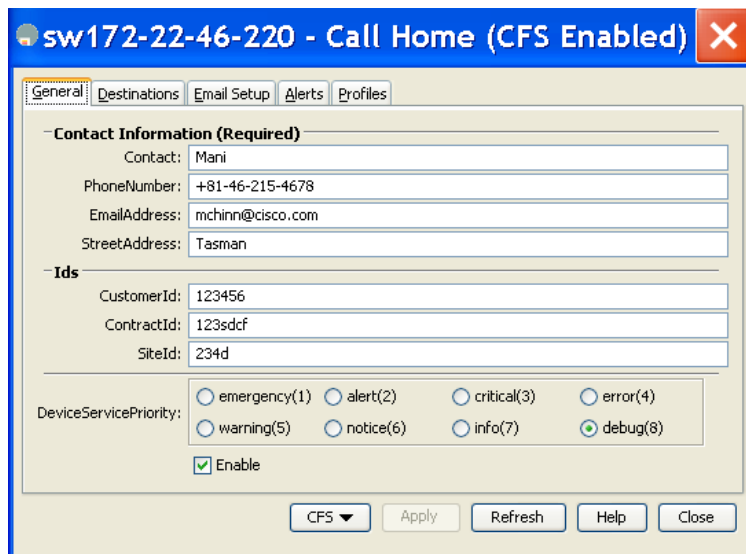 sw172-22-46-220 - Call Home (CFS Enabled)
General Destinations Email Setup Alerts Profiles
Contact Information (Required)
Contact: Mani
PhoneNumber: +81-46-215-4678
EmailAddress: mchinn@cisco.com
StreetAddress: Tasman
Ids
CustomerId: 123456
ContractId: 123sdcf
SiteId: 234d
DeviceServicePriority:
emergency(1) alert(2) critical(3) error(4)
warning(5) notice(6) info(7) debug(8)
Enable
CFS Apply Refresh Help Close